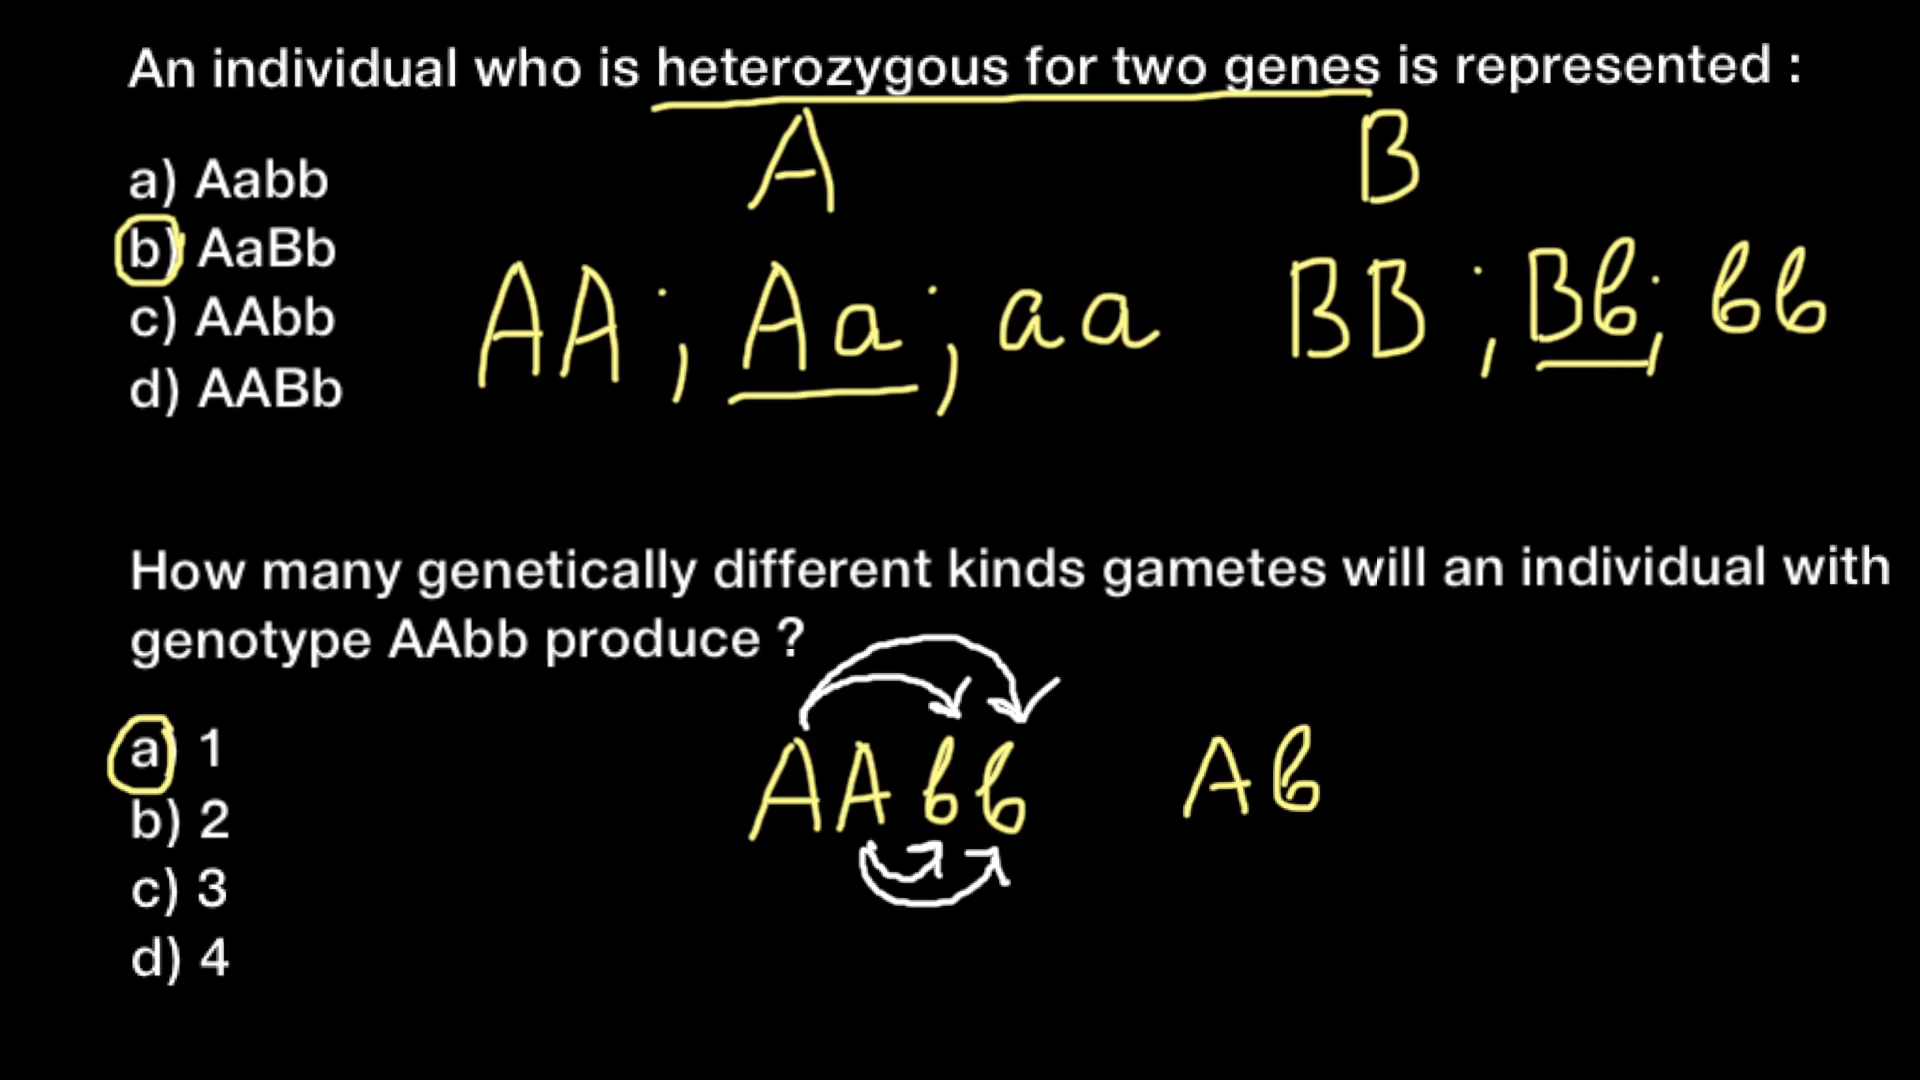 An individual who is heterozygous for two genes is represented :
A B
a) Aabb
b) AaBb
c) AAbb
d) AABb
AA ; Aa ; aa BB ; Bb ; bb
How many genetically different kinds gametes will an individual with
genotype AAbb produce ?
a) 1
b) 2
c) 3
d) 4
AAbb Ab